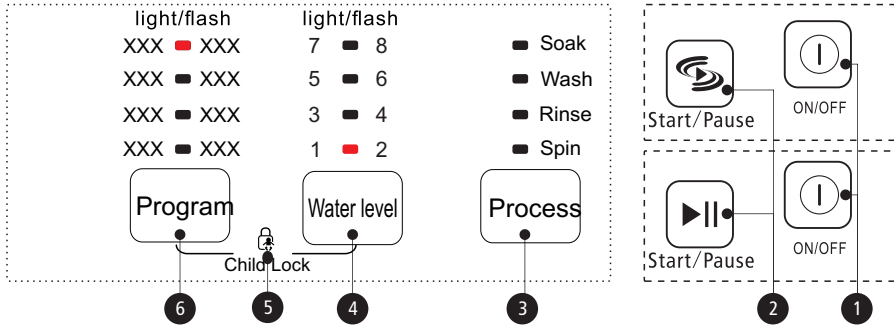 light/flash light/flash
XXX XXX 7 8 Soak
XXX XXX 5 6 Wash
XXX XXX 3 4 Rinse
XXX XXX 1 2 Spin
Program Water level Process
Child Lock
Start/Pause ON/OFF
Start/Pause ON/OFF
6 5 4 3 2 1